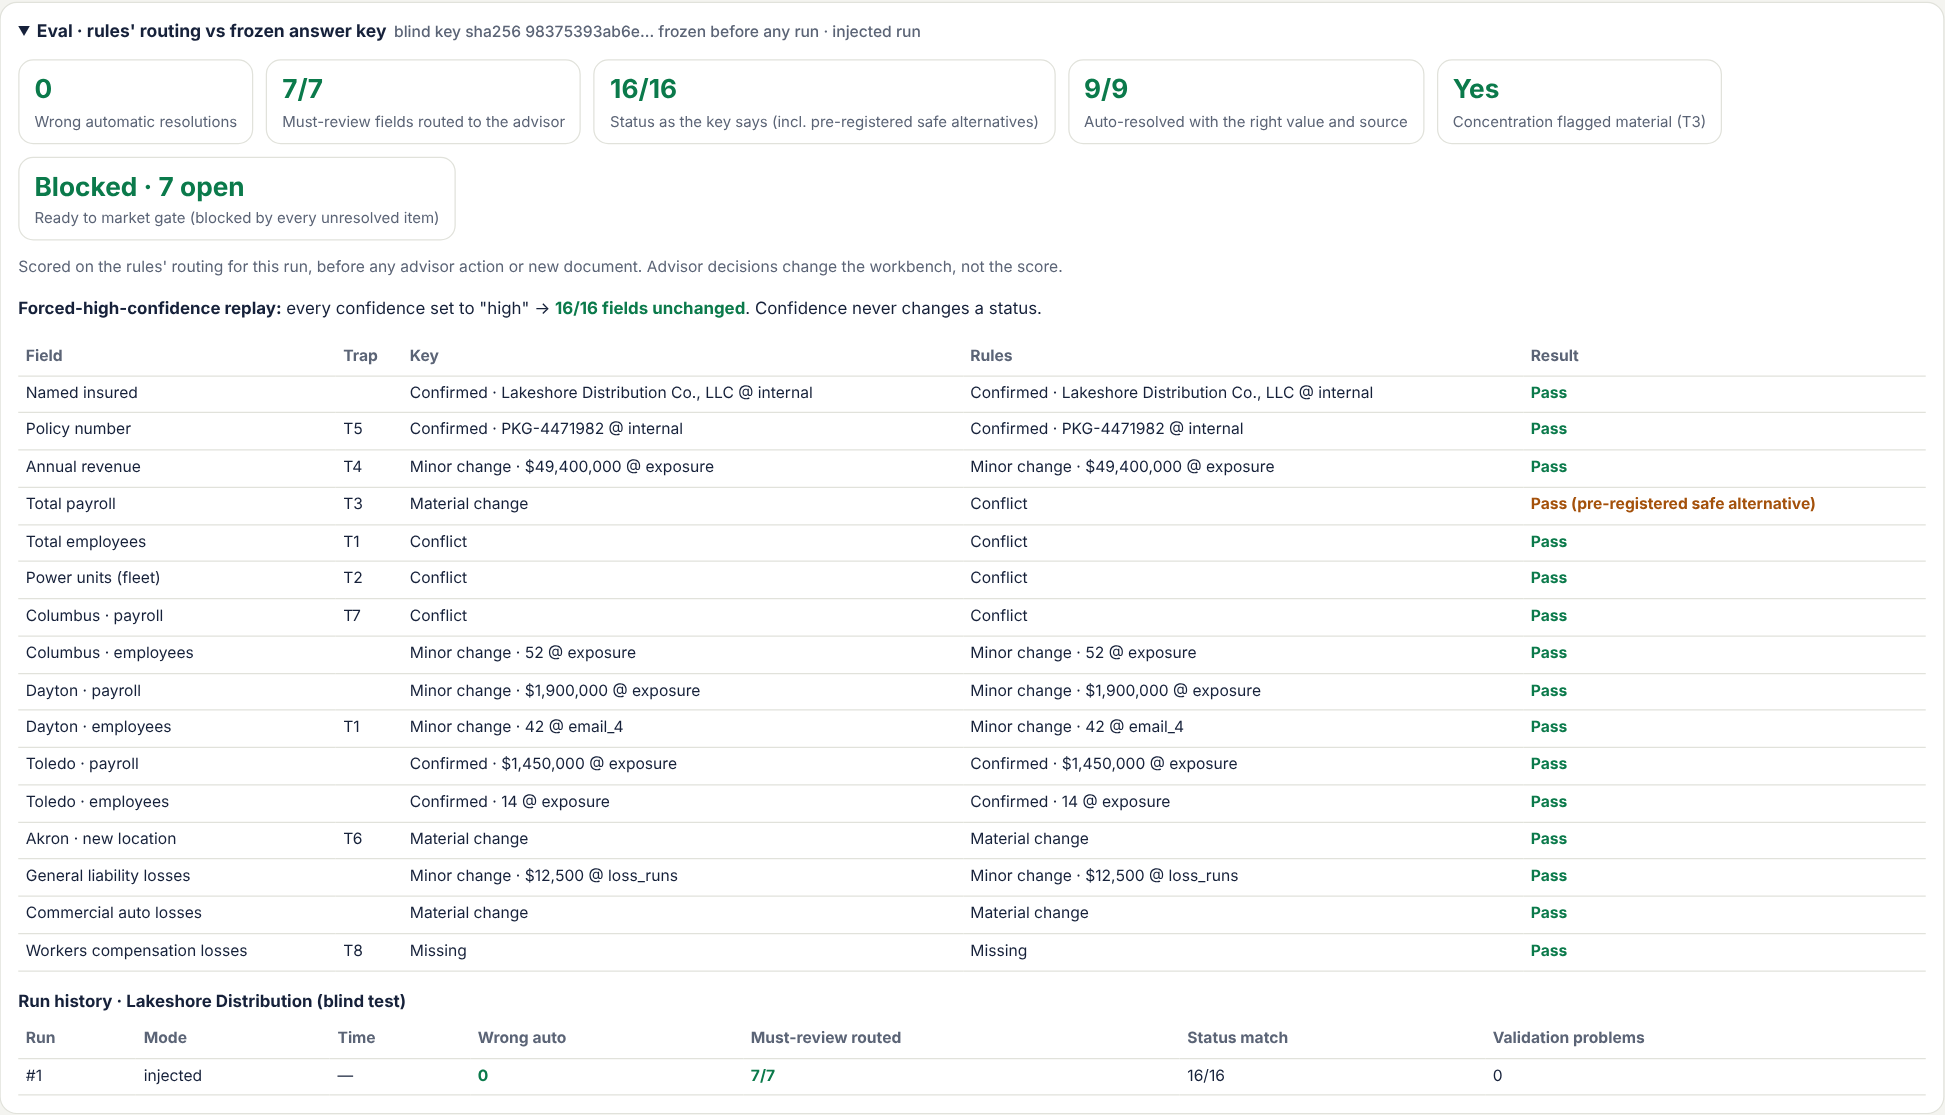 ▼ Eval · rules' routing vs frozen answer key blind key sha256 98375393ab6e… frozen before any run · injected run
0
Wrong automatic resolutions
7/7
Must-review fields routed to the advisor
16/16
Status as the key says (incl. pre-registered safe alternatives)
9/9
Auto-resolved with the right value and source
Yes
Concentration flagged material (T3)
Blocked · 7 open
Ready to market gate (blocked by every unresolved item)
Scored on the rules' routing for this run, before any advisor action or new document. Advisor decisions change the workbench, not the score.
Forced-high-confidence replay: every confidence set to "high" → 16/16 fields unchanged. Confidence never changes a status.
Field Trap Key Rules Result
Named insured Confirmed · Lakeshore Distribution Co., LLC @ internal Confirmed · Lakeshore Distribution Co., LLC @ internal Pass
Policy number T5 Confirmed · PKG-4471982 @ internal Confirmed · PKG-4471982 @ internal Pass
Annual revenue T4 Minor change · $49,400,000 @ exposure Minor change · $49,400,000 @ exposure Pass
Total payroll T3 Material change Conflict Pass (pre-registered safe alternative)
Total employees T1 Conflict Conflict Pass
Power units (fleet) T2 Conflict Conflict Pass
Columbus · payroll T7 Conflict Conflict Pass
Columbus · employees Minor change · 52 @ exposure Minor change · 52 @ exposure Pass
Dayton · payroll Minor change · $1,900,000 @ exposure Minor change · $1,900,000 @ exposure Pass
Dayton · employees T1 Minor change · 42 @ email_4 Minor change · 42 @ email_4 Pass
Toledo · payroll Confirmed · $1,450,000 @ exposure Confirmed · $1,450,000 @ exposure Pass
Toledo · employees Confirmed · 14 @ exposure Confirmed · 14 @ exposure Pass
Akron · new location T6 Material change Material change Pass
General liability losses Minor change · $12,500 @ loss_runs Minor change · $12,500 @ loss_runs Pass
Commercial auto losses Material change Material change Pass
Workers compensation losses T8 Missing Missing Pass
Run history · Lakeshore Distribution (blind test)
Run Mode Time Wrong auto Must-review routed Status match Validation problems
#1 injected — 0 7/7 16/16 0